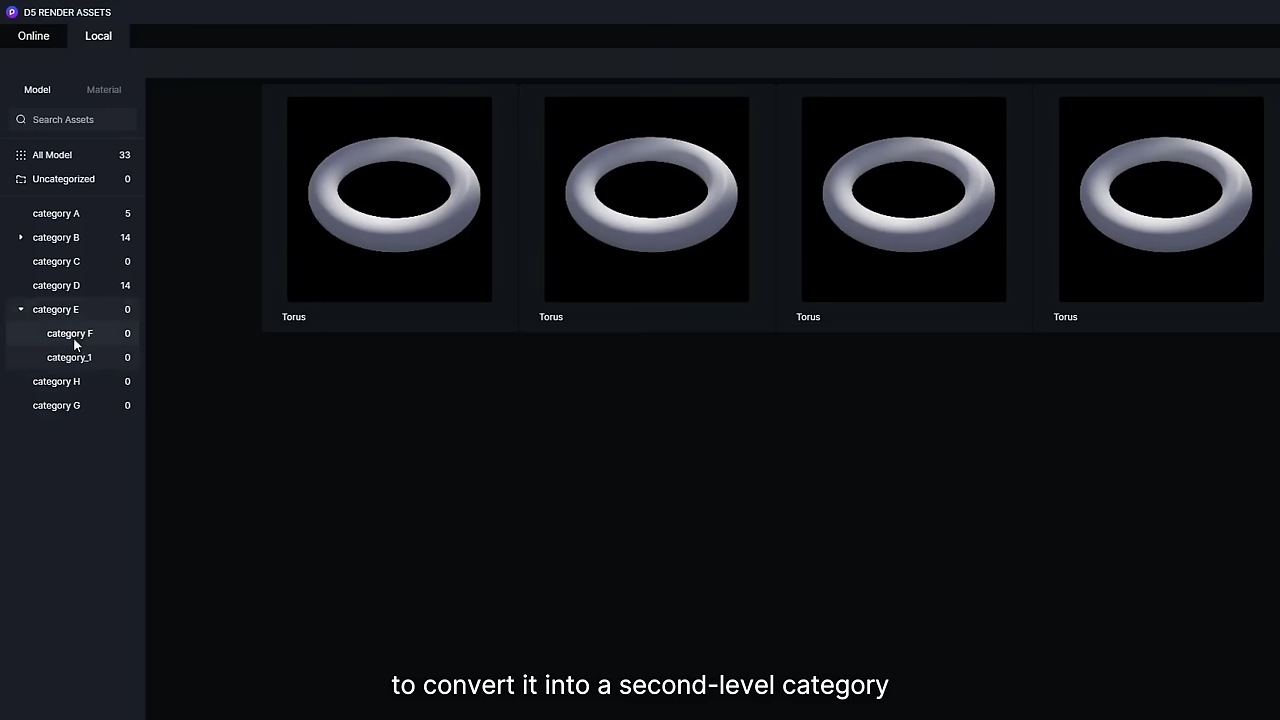 D5 RENDER ASSETS
Online Local
Model Material
Search Assets
All Model 33
Uncategorized 0
category A 5
category B 14
category C 0
category D 14
category E 0
category F 0
category_1 0
category H 0
category G 0
Torus Torus Torus Torus
to convert it into a second-level category